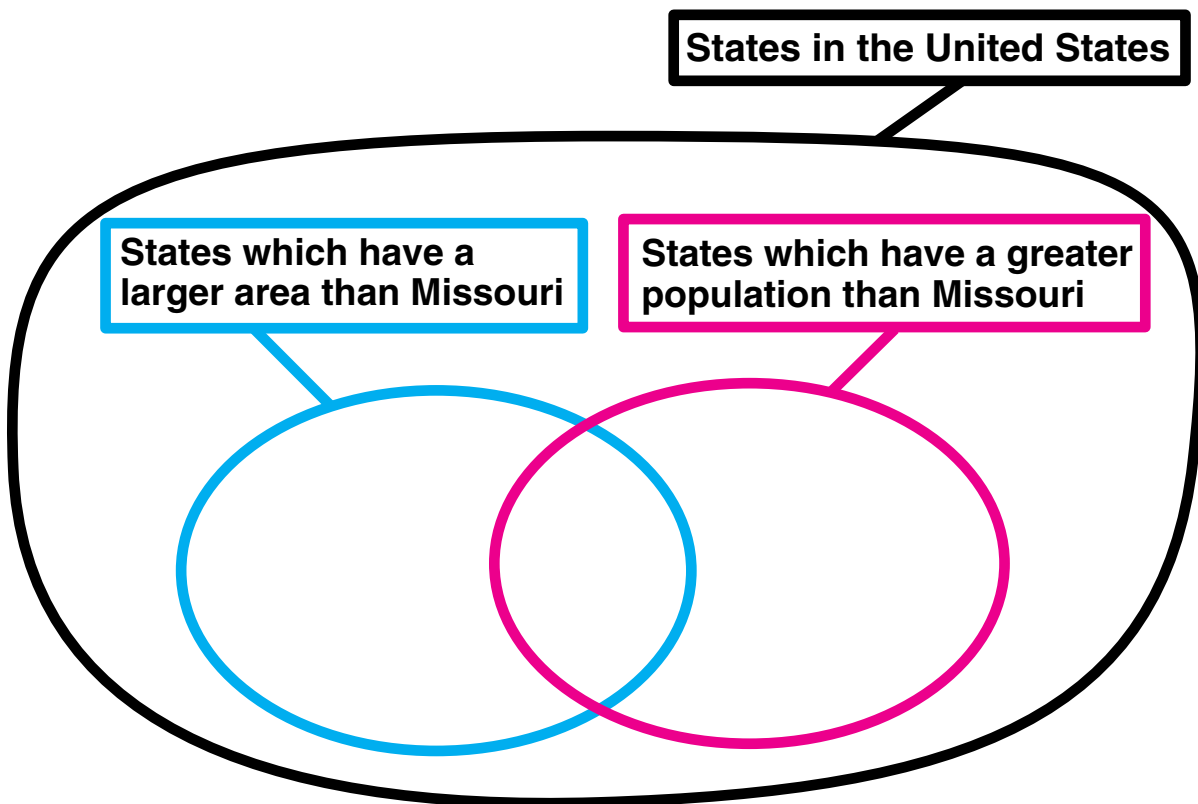 States in the United States
States which have a
larger area than Missouri
States which have a greater
population than Missouri